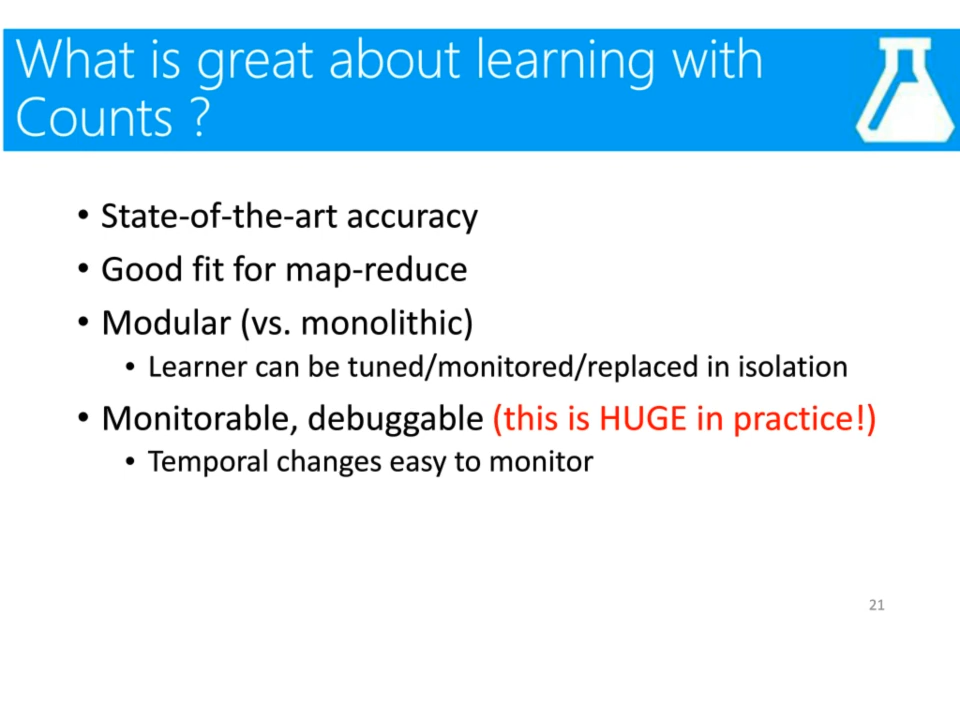 What is great about learning with
Counts ?
• State-of-the-art accuracy
• Good fit for map-reduce
• Modular (vs. monolithic)
• Learner can be tuned/monitored/replaced in isolation
• Monitorable, debuggable (this is HUGE in practice!)
• Temporal changes easy to monitor
21